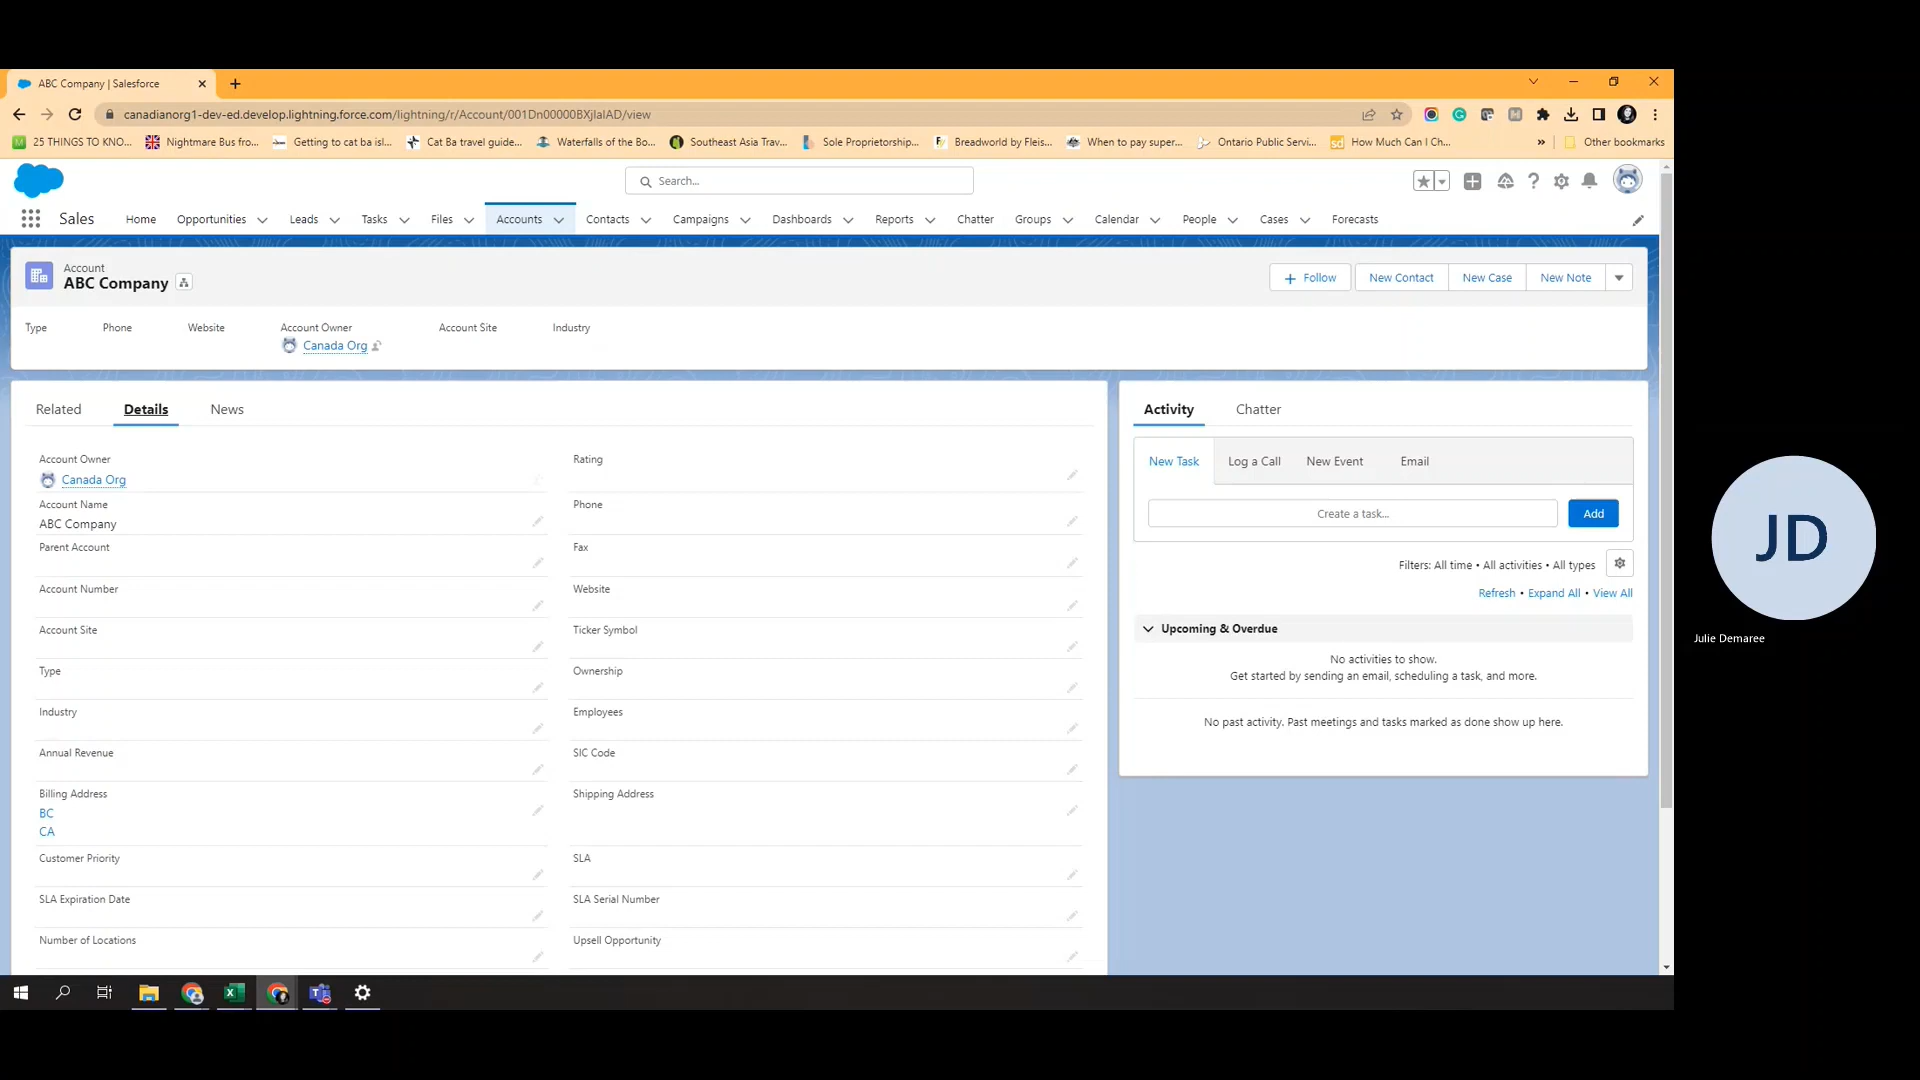 ABC Company | Salesforce
canadianorg1-dev-ed.develop.lightning.force.com/lightning/r/Account/001Dn00000BXjlaIAD/view
25 THINGS TO KNO... Nightmare Bus fro... Getting to cat ba isl... Cat Ba travel guide... Waterfalls of the Bo... Southeast Asia Trav... Sole Proprietorship... Breadworld by Fleis... When to pay super... Ontario Public Servi... How Much Can I Ch... » Other bookmarks
Search...
Sales Home Opportunities Leads Tasks Files Accounts Contacts Campaigns Dashboards Reports Chatter Groups Calendar People Cases Forecasts
Account
ABC Company
Follow New Contact New Case New Note
Type Phone Website Account Owner Account Site Industry
Canada Org
Related Details News
Account Owner
Canada Org
Account Name
ABC Company
Parent Account
Account Number
Account Site
Type
Industry
Annual Revenue
Billing Address
BC
CA
Customer Priority
SLA Expiration Date
Number of Locations
Rating
Phone
Fax
Website
Ticker Symbol
Ownership
Employees
SIC Code
Shipping Address
SLA
SLA Serial Number
Upsell Opportunity
Activity Chatter
New Task Log a Call New Event Email
Create a task... Add
Filters: All time • All activities • All types
Refresh • Expand All • View All
Upcoming & Overdue
No activities to show.
Get started by sending an email, scheduling a task, and more.
No past activity. Past meetings and tasks marked as done show up here.
JD
Julie Demaree